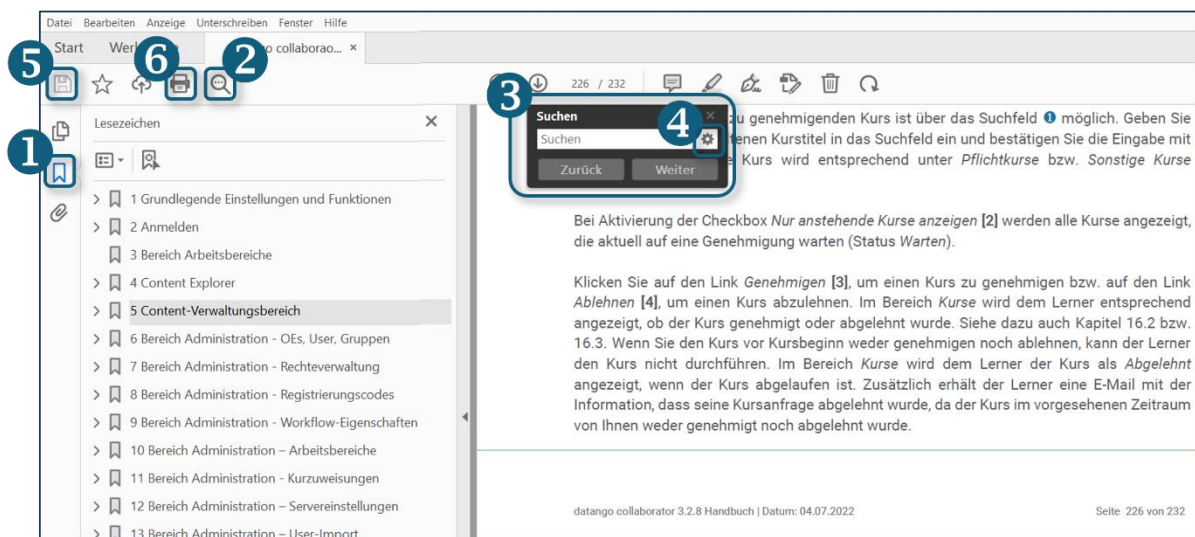 Datei Bearbeiten Anzeige Unterschreiben Fenster Hilfe
Start
collaborao... ×
5
6
2
226 / 232
1
Lesezeichen
1 Grundlegende Einstellungen und Funktionen
2 Anmelden
3 Bereich Arbeitsbereiche
4 Content Explorer
5 Content-Verwaltungsbereich
6 Bereich Administration - OEs, User, Gruppen
7 Bereich Administration - Rechteverwaltung
8 Bereich Administration - Registrierungscodes
9 Bereich Administration - Workflow-Eigenschaften
10 Bereich Administration – Arbeitsbereiche
11 Bereich Administration - Kurzuweisungen
12 Bereich Administration – Servereinstellungen
13 Bereich Administration – User-Import
3
4
Suchen
Suchen
Zurück Weiter
zu genehmigenden Kurs ist über das Suchfeld 1 möglich. Geben Sie
tenen Kurstitel in das Suchfeld ein und bestätigen Sie die Eingabe mit
Kurs wird entsprechend unter Pflichtkurse bzw. Sonstige Kurse
Bei Aktivierung der Checkbox Nur anstehende Kurse anzeigen [2] werden alle Kurse angezeigt,
die aktuell auf eine Genehmigung warten (Status Warten).
Klicken Sie auf den Link Genehmigen [3], um einen Kurs zu genehmigen bzw. auf den Link
Ablehnen [4], um einen Kurs abzulehnen. Im Bereich Kurse wird dem Lerner entsprechend
angezeigt, ob der Kurs genehmigt oder abgelehnt wurde. Siehe dazu auch Kapitel 16.2 bzw.
16.3. Wenn Sie den Kurs vor Kursbeginn weder genehmigen noch ablehnen, kann der Lerner
den Kurs nicht durchführen. Im Bereich Kurse wird dem Lerner der Kurs als Abgelehnt
angezeigt, wenn der Kurs abgelaufen ist. Zusätzlich erhält der Lerner eine E-Mail mit der
Information, dass seine Kursanfrage abgelehnt wurde, da der Kurs im vorgesehenen Zeitraum
von Ihnen weder genehmigt noch abgelehnt wurde.
datango collaborator 3.2.8 Handbuch | Datum: 04.07.2022 Seite 226 von 232